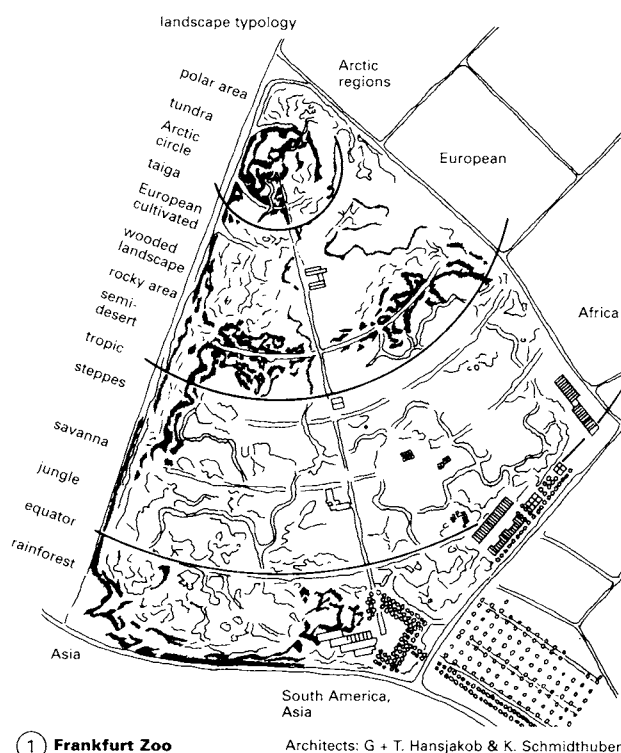 landscape typology
polar area
tundra
Arctic
circle
taiga
European
cultivated
wooded
landscape
rocky area
semi-
desert
tropic
steppes
savanna
jungle
equator
rainforest
Arctic
regions
European
Africa
Asia
South America,
Asia
1 Frankfurt Zoo
Architects: G + T. Hansjakob & K. Schmidthuber